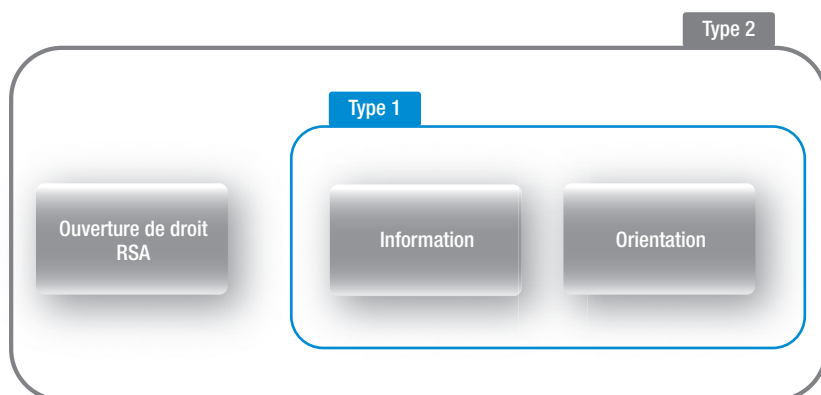 Type 2
Type 1
Ouverture de droit
RSA
Information
Orientation